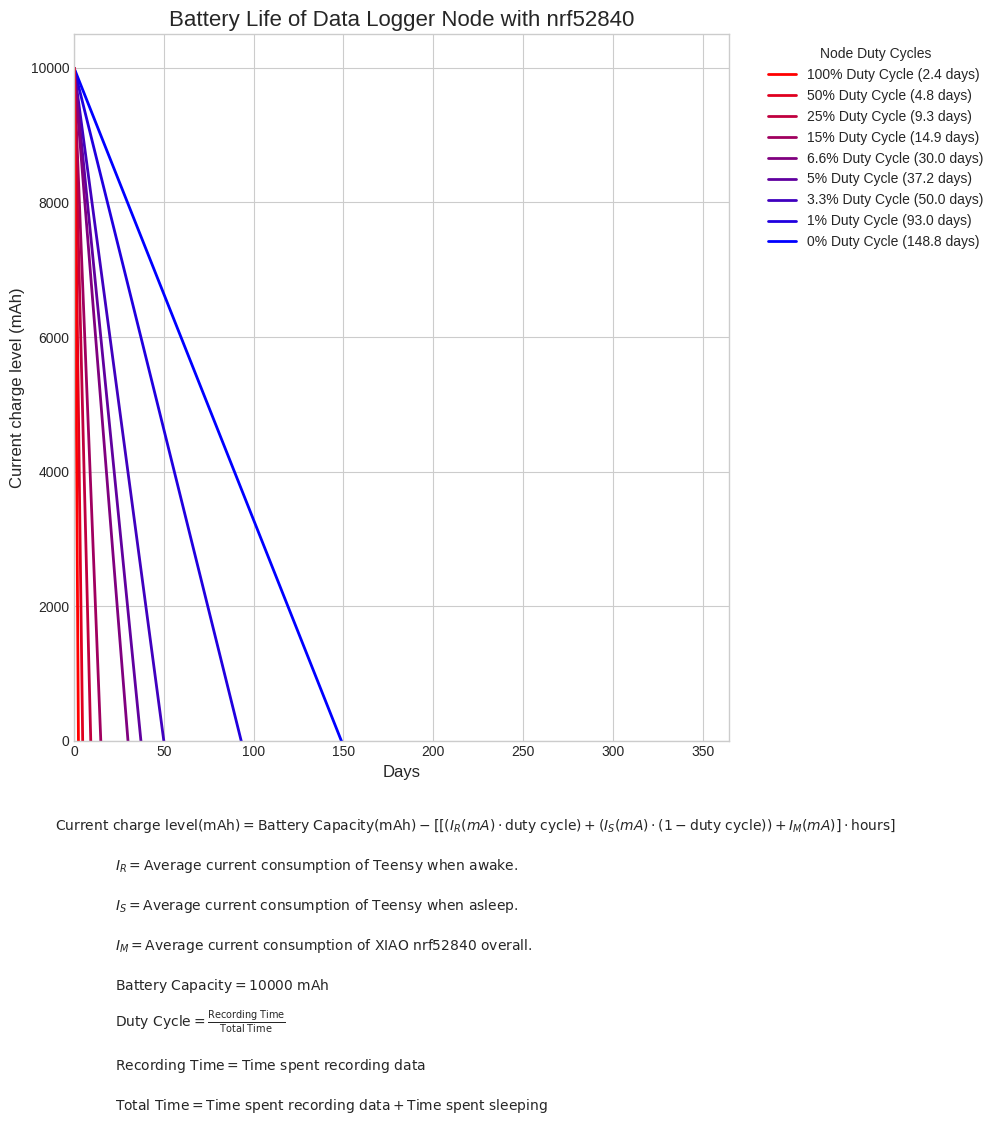 Battery Life of Data Logger Node with nrf52840
Node Duty Cycles
100% Duty Cycle (2.4 days)
50% Duty Cycle (4.8 days)
25% Duty Cycle (9.3 days)
15% Duty Cycle (14.9 days)
6.6% Duty Cycle (30.0 days)
5% Duty Cycle (37.2 days)
3.3% Duty Cycle (50.0 days)
1% Duty Cycle (93.0 days)
0% Duty Cycle (148.8 days)
Current charge level (mAh)
10000
8000
6000
4000
2000
0
0 50 100 150 200 250 300 350
Days
Current charge level(mAh) = Battery Capacity(mAh) − [[(I_R(mA) · duty cycle) + (I_S(mA) · (1 − duty cycle)) + I_M(mA)] · hours]
I_R = Average current consumption of Teensy when awake.
I_S = Average current consumption of Teensy when asleep.
I_M = Average current consumption of XIAO nrf52840 overall.
Battery Capacity = 10000 mAh
Duty Cycle = Recording Time / Total Time
Recording Time = Time spent recording data
Total Time = Time spent recording data + Time spent sleeping